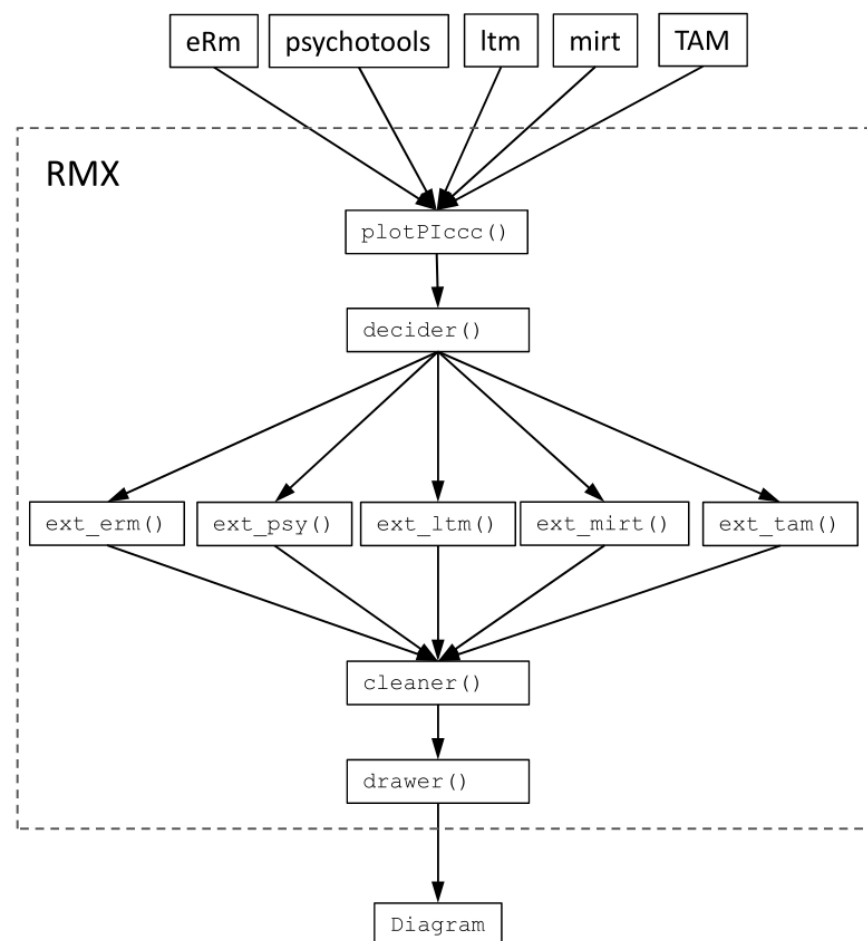 eRm psychotools ltm mirt TAM
RMX
plotPIccc()
decider()
ext_erm() ext_psy() ext_ltm() ext_mirt() ext_tam()
cleaner()
drawer()
Diagram